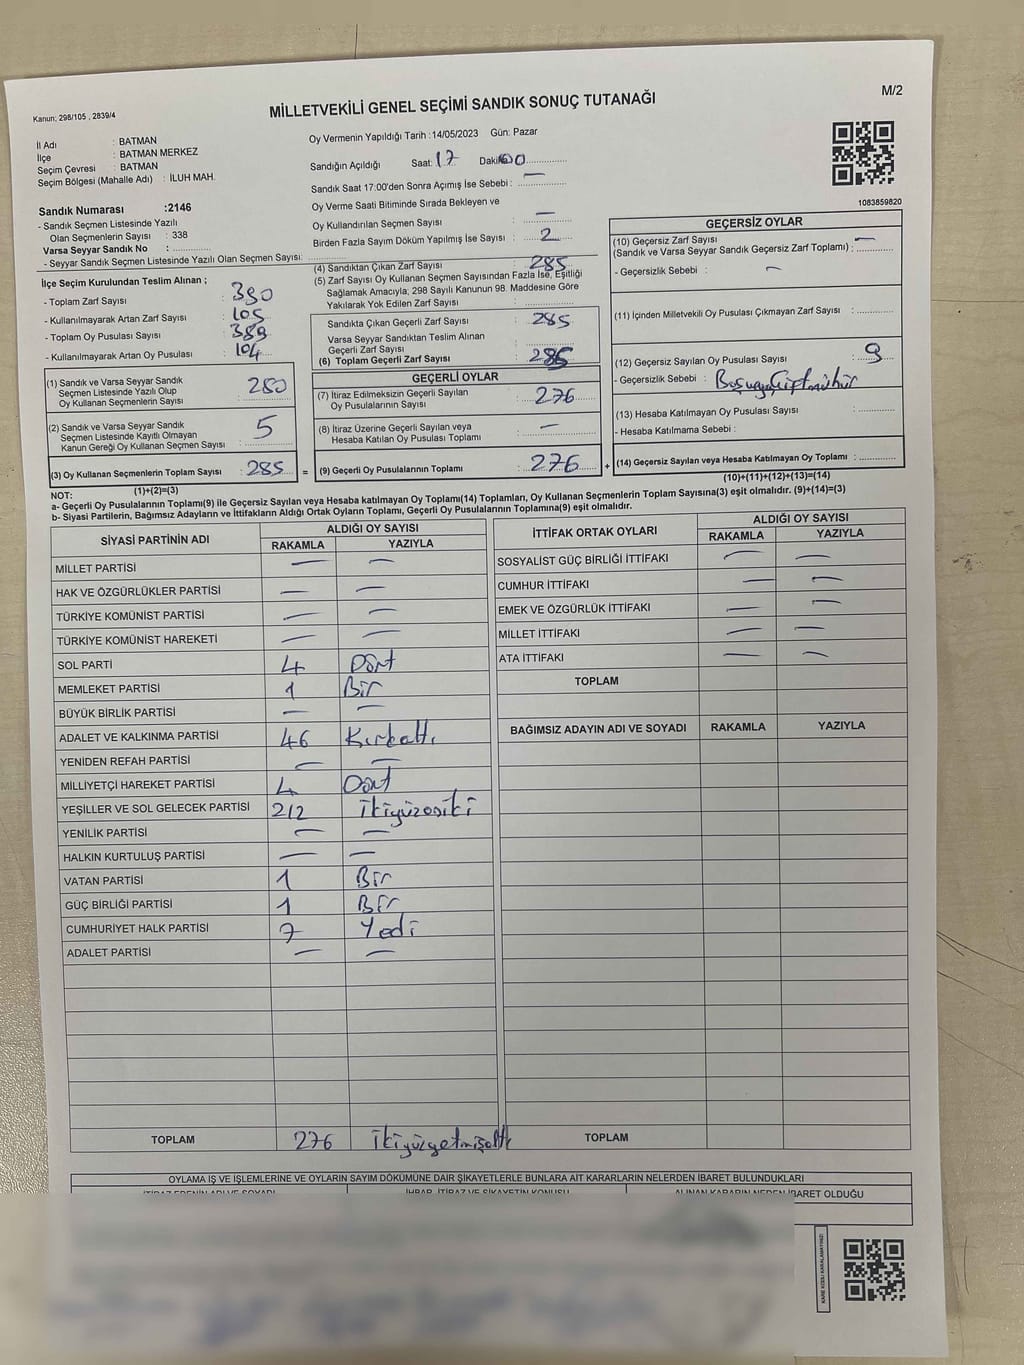 M/2
Kanun; 298/105 , 2839/4
MİLLETVEKİLİ GENEL SEÇİMİ SANDIK SONUÇ TUTANAĞI
İl Adı : BATMAN
İlçe : BATMAN MERKEZ
Seçim Çevresi : BATMAN
Seçim Bölgesi (Mahalle Adı) : İLUH MAH.
Sandık Numarası :2146
- Sandık Seçmen Listesinde Yazılı
Olan Seçmenlerin Sayısı : 338
Varsa Seyyar Sandık No : ..............
- Seyyar Sandık Seçmen Listesinde Yazılı Olan Seçmen Sayısı: ..............
Oy Vermenin Yapıldığı Tarih :14/05/2023 Gün: Pazar
Sandığın Açıldığı Saat: 17 Dakika 00
Sandık Saat 17:00'den Sonra Açımış İse Sebebi : —
Oy Verme Saati Bitiminde Sırada Bekleyen ve
Oy Kullandırılan Seçmen Sayısı : —
Birden Fazla Sayım Döküm Yapılmış İse Sayısı : 2
1083859820
İlçe Seçim Kurulundan Teslim Alınan ;
- Toplam Zarf Sayısı : 390
- Kullanılmayarak Artan Zarf Sayısı : 105
- Toplam Oy Pusulası Sayısı : 389
- Kullanılmayarak Artan Oy Pusulası : 104
(1) Sandık ve Varsa Seyyar Sandık
Seçmen Listesinde Yazılı Olup
Oy Kullanan Seçmenlerin Sayısı : 280
(2) Sandık ve Varsa Seyyar Sandık
Seçmen Listesinde Kayıtlı Olmayan
Kanun Gereği Oy Kullanan Seçmen Sayısı : 5
(3) Oy Kullanan Seçmenlerin Toplam Sayısı : 285 =
(1)+(2)=(3)
(4) Sandıktan Çıkan Zarf Sayısı : 285
(5) Zarf Sayısı Oy Kullanan Seçmen Sayısından Fazla İse, Eşitliği
Sağlamak Amacıyla, 298 Sayılı Kanunun 98. Maddesine Göre
Yakılarak Yok Edilen Zarf Sayısı : ..............
Sandıkta Çıkan Geçerli Zarf Sayısı : 285
Varsa Seyyar Sandıktan Teslim Alınan
Geçerli Zarf Sayısı : ..............
(6) Toplam Geçerli Zarf Sayısı : 285
GEÇERLİ OYLAR
(7) İtiraz Edilmeksizin Geçerli Sayılan
Oy Pusulalarının Sayısı : 276
(8) İtiraz Üzerine Geçerli Sayılan veya
Hesaba Katılan Oy Pusulası Toplamı : —
(9) Geçerli Oy Pusulalarının Toplamı : 276 +
GEÇERSİZ OYLAR
(10) Geçersiz Zarf Sayısı
(Sandık ve Varsa Seyyar Sandık Geçersiz Zarf Toplamı) : —
- Geçersizlik Sebebi : —
(11) İçinden Milletvekili Oy Pusulası Çıkmayan Zarf Sayısı : ..............
(12) Geçersiz Sayılan Oy Pusulası Sayısı : 9
- Geçersizlik Sebebi : Boş veya Çift mühür
(13) Hesaba Katılmayan Oy Pusulası Sayısı : ..............
- Hesaba Katılmama Sebebi :
(14) Geçersiz Sayılan veya Hesaba Katılmayan Oy Toplamı : ..............
(10)+(11)+(12)+(13)=(14)
NOT:
a- Geçerli Oy Pusulalarının Toplamı(9) ile Geçersiz Sayılan veya Hesaba katılmayan Oy Toplamı(14) Toplamları, Oy Kullanan Seçmenlerin Toplam Sayısına(3) eşit olmalıdır. (9)+(14)=(3)
b- Siyasi Partilerin, Bağımsız Adayların ve İttifakların Aldığı Ortak Oyların Toplamı, Geçerli Oy Pusulalarının Toplamına(9) eşit olmalıdır.
SİYASİ PARTİNİN ADI ALDIĞI OY SAYISI
RAKAMLA YAZIYLA
MİLLET PARTİSİ — —
HAK VE ÖZGÜRLÜKLER PARTİSİ — —
TÜRKİYE KOMÜNİST PARTİSİ — —
TÜRKİYE KOMÜNİST HAREKETİ — —
SOL PARTİ 4 Dört
MEMLEKET PARTİSİ 1 Bir
BÜYÜK BİRLİK PARTİSİ — —
ADALET VE KALKINMA PARTİSİ 46 Kırkaltı
YENİDEN REFAH PARTİSİ — —
MİLLİYETÇİ HAREKET PARTİSİ 4 Dört
YEŞİLLER VE SOL GELECEK PARTİSİ 212 İkiyüzoniki
YENİLİK PARTİSİ — —
HALKIN KURTULUŞ PARTİSİ — —
VATAN PARTİSİ 1 Bir
GÜÇ BİRLİĞİ PARTİSİ 1 Bir
CUMHURİYET HALK PARTİSİ 7 Yedi
ADALET PARTİSİ — —
TOPLAM 276 İkiyüzyetmişaltı
İTTİFAK ORTAK OYLARI ALDIĞI OY SAYISI
RAKAMLA YAZIYLA
SOSYALİST GÜÇ BİRLİĞİ İTTİFAKI — —
CUMHUR İTTİFAKI — —
EMEK VE ÖZGÜRLÜK İTTİFAKI — —
MİLLET İTTİFAKI — —
ATA İTTİFAKI — —
TOPLAM
BAĞIMSIZ ADAYIN ADI VE SOYADI RAKAMLA YAZIYLA
TOPLAM
OYLAMA İŞ VE İŞLEMLERİNE VE OYLARIN SAYIM DÖKÜMÜNE DAİR ŞİKAYETLERLE BUNLARA AİT KARARLARIN NELERDEN İBARET BULUNDUKLARI
İTİRAZ EDENİN ADI VE SOYADI İHBAR, İTİRAZ VE ŞİKAYETİN KONUSU ALINAN KARARIN NEDEN İBARET OLDUĞU
KARE KODU KARALAMAYINIZ!